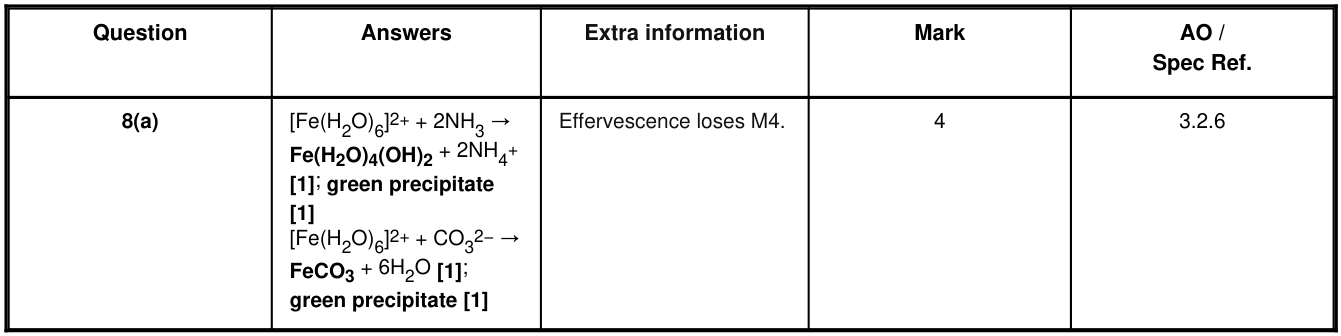 Question Answers Extra information Mark AO /
Spec Ref.
8(a) [Fe(H₂O)₆]²⁺ + 2NH₃ → Effervescence loses M4. 4 3.2.6
Fe(H₂O)₄(OH)₂ + 2NH₄⁺
[1]; green precipitate
[1]
[Fe(H₂O)₆]²⁺ + CO₃²⁻ →
FeCO₃ + 6H₂O [1];
green precipitate [1]